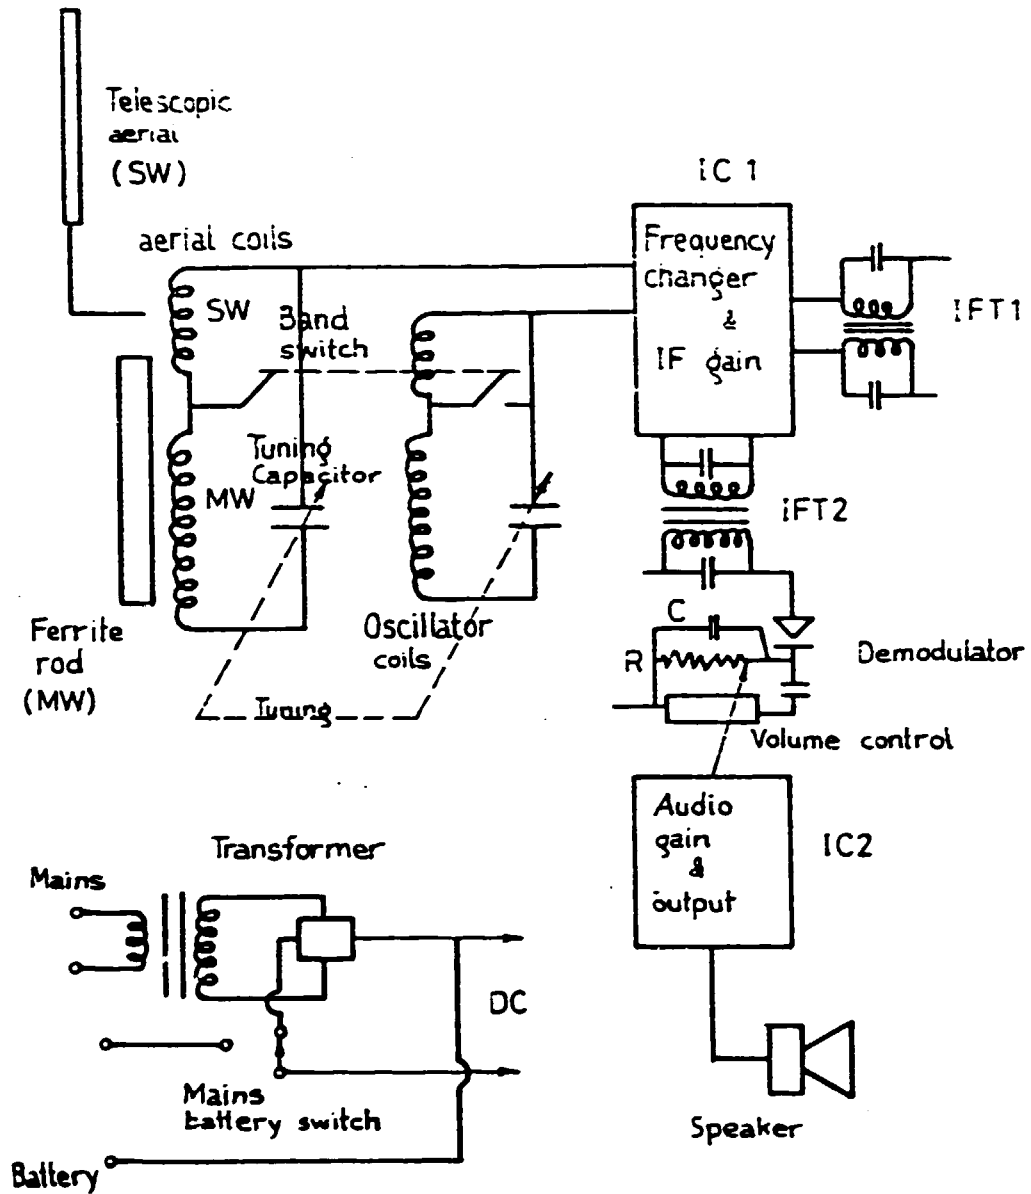 Telescopic
aerial
(SW)
IC 1
aerial coils
Frequency
changer
&
IF gain
SW
Band
switch
IFT1
Tuning
Capacitor
MW
IFT2
C
Ferrite
rod
(MW)
Oscillator
coils
R
Demodulator
Tuning
Volume control
Audio
gain
&
output
IC2
Transformer
Mains
DC
Mains
battery switch
Speaker
Battery